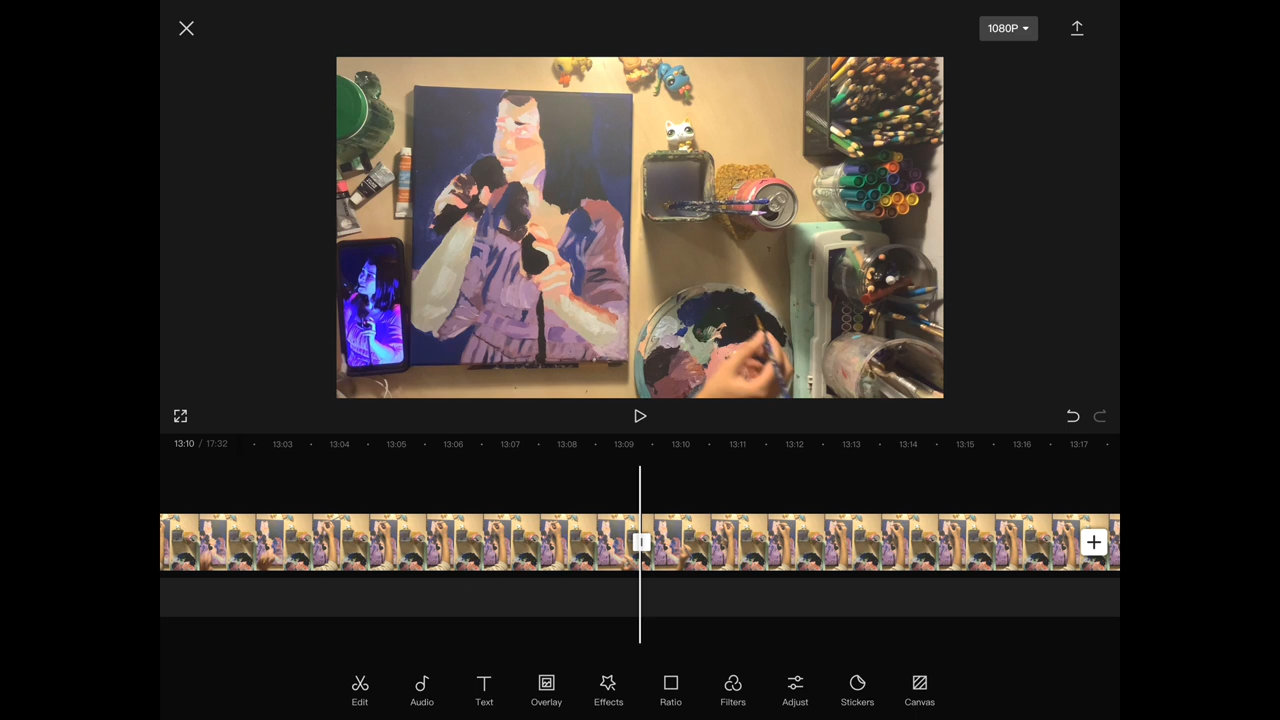 1080P
13:10 / 17:32 13:03 13:04 13:05 13:06 13:07 13:08 13:09 13:10 13:11 13:12 13:13 13:14 13:15 13:16 13:17
Edit Audio Text Overlay Effects Ratio Filters Adjust Stickers Canvas